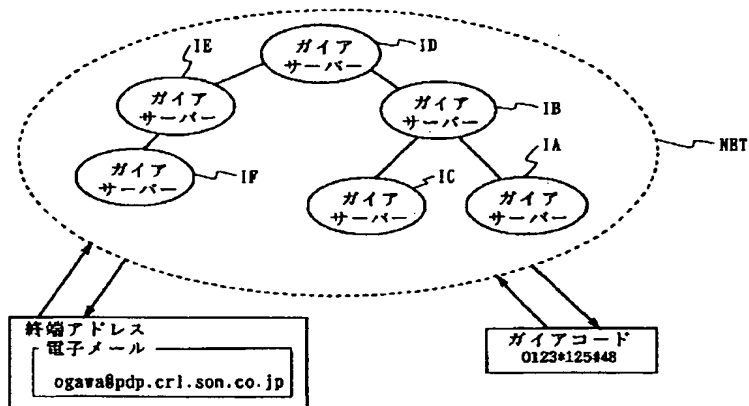 ガイア
サーバー
ID
IE
ガイア
サーバー
ガイア
サーバー
IB
IA
NET
ガイア
サーバー
IF
IC
ガイア
サーバー
ガイア
サーバー
終端アドレス
電子メール
ogawa@pdp.crl.son.co.jp
ガイアコード
0123*125#48